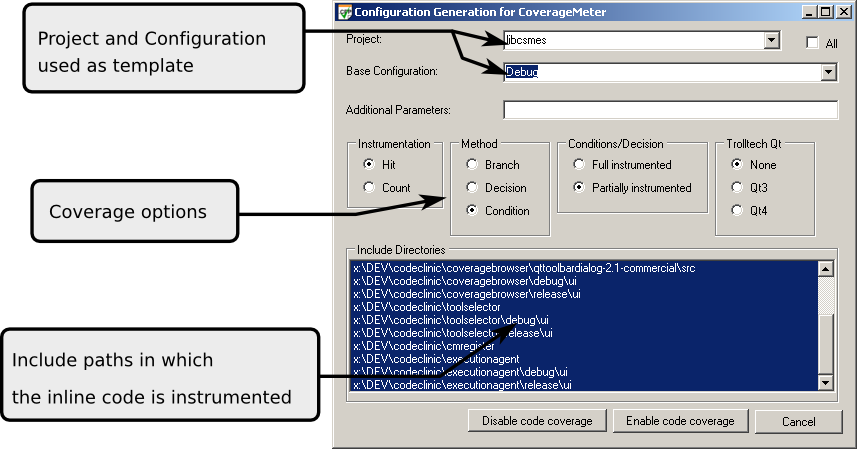 Configuration Generation for CoverageMeter
Project and Configuration
used as template
Project:
libcsmes
All
Base Configuration:
Debug
Additional Parameters:
Instrumentation
Hit
Count
Method
Branch
Decision
Condition
Conditions/Decision
Full instrumented
Partially instrumented
Trolltech Qt
None
Qt3
Qt4
Coverage options
Include Directories
x:\DEV\codeclinic\coveragebrowser\qttoolbardialog-2.1-commercial\src
x:\DEV\codeclinic\coveragebrowser\debug\ui
x:\DEV\codeclinic\coveragebrowser\release\ui
x:\DEV\codeclinic\toolselector
x:\DEV\codeclinic\toolselector\debug\ui
x:\DEV\codeclinic\toolselector\release\ui
x:\DEV\codeclinic\cmregister
x:\DEV\codeclinic\executionagent
x:\DEV\codeclinic\executionagent\debug\ui
x:\DEV\codeclinic\executionagent\release\ui
Include paths in which
the inline code is instrumented
Disable code coverage
Enable code coverage
Cancel